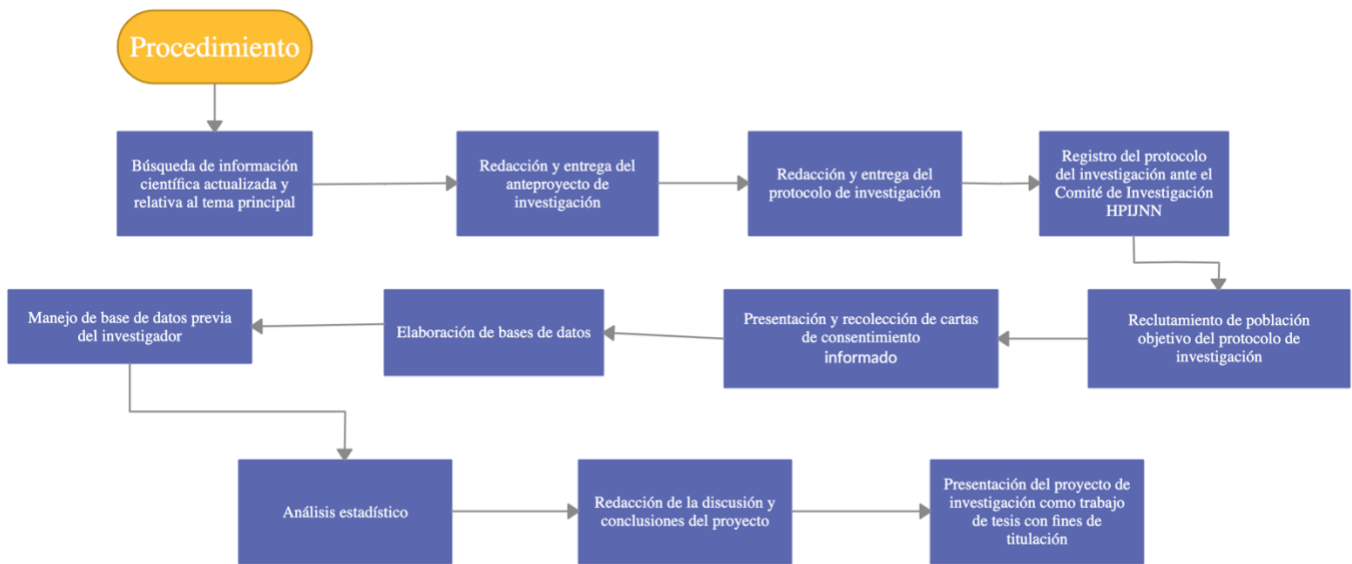 Procedimiento
Búsqueda de información
científica actualizada y
relativa al tema principal
Redacción y entrega del
anteproyecto de
investigación
Redacción y entrega del
protocolo de investigación
Registro del protocolo
del investigación ante el
Comité de Investigación
HPIJNN
Reclutamiento de población
objetivo del protocolo de
investigación
Presentación y recolección de cartas
de consentimiento
informado
Elaboración de bases de datos
Manejo de base de datos previa
del investigador
Análisis estadístico
Redacción de la discusión y
conclusiones del proyecto
Presentación del proyecto de
investigación como trabajo
de tesis con fines de
titulación